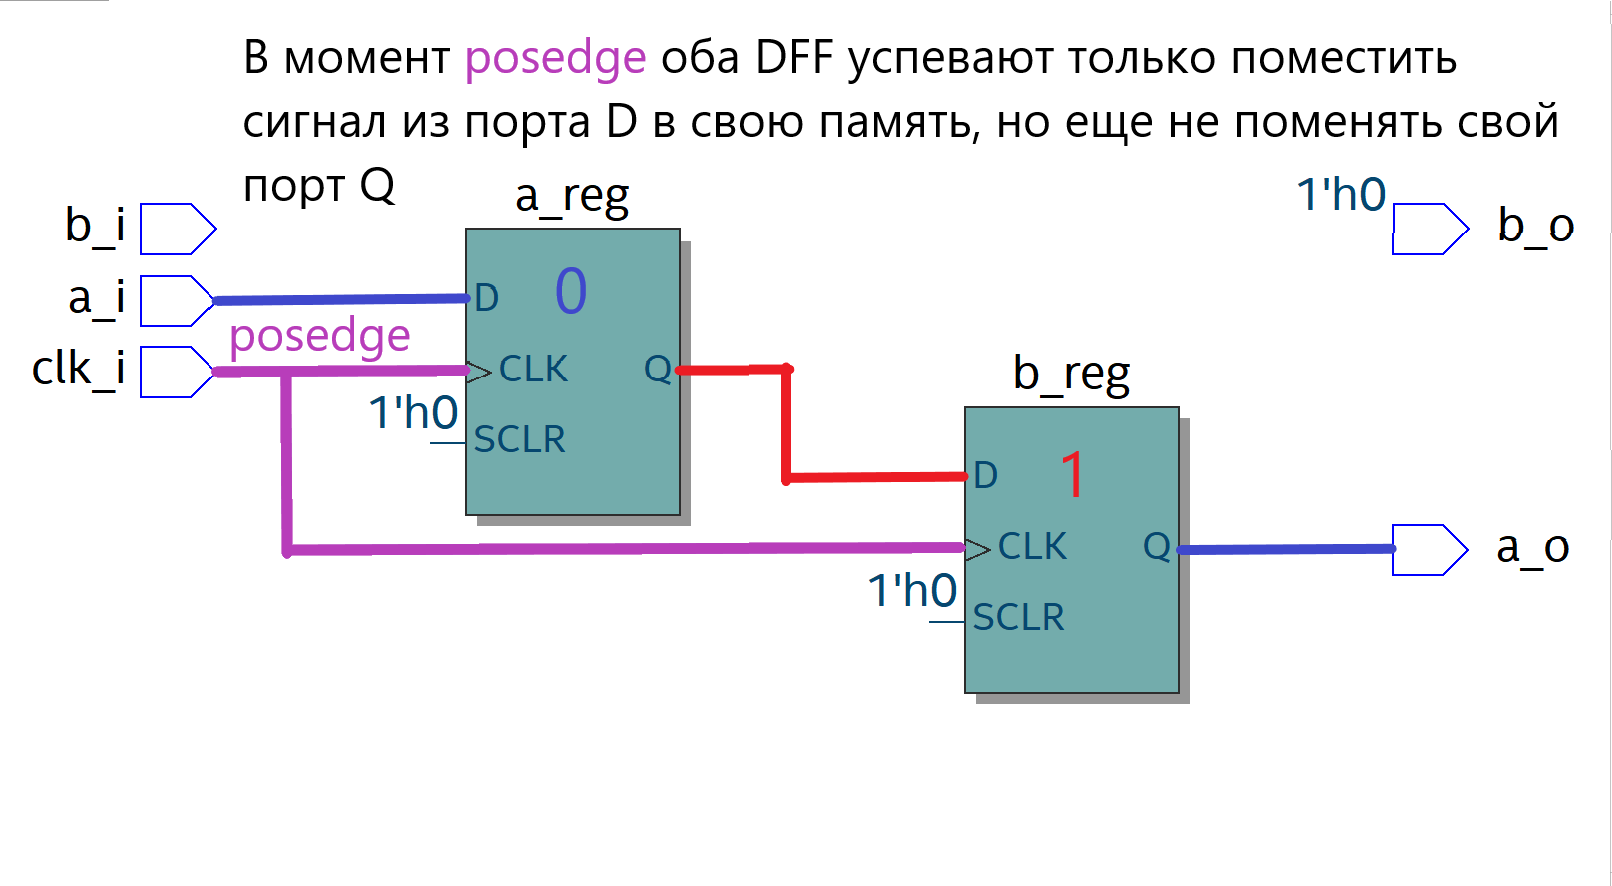 В момент posedge оба DFF успевают только поместить
сигнал из порта D в свою память, но еще не поменять свой
порт Q
a_reg
1'h0
b_i
b_o
a_i
D
0
posedge
clk_i
CLK
Q
b_reg
1'h0
SCLR
D
1
CLK
Q
a_o
1'h0
SCLR